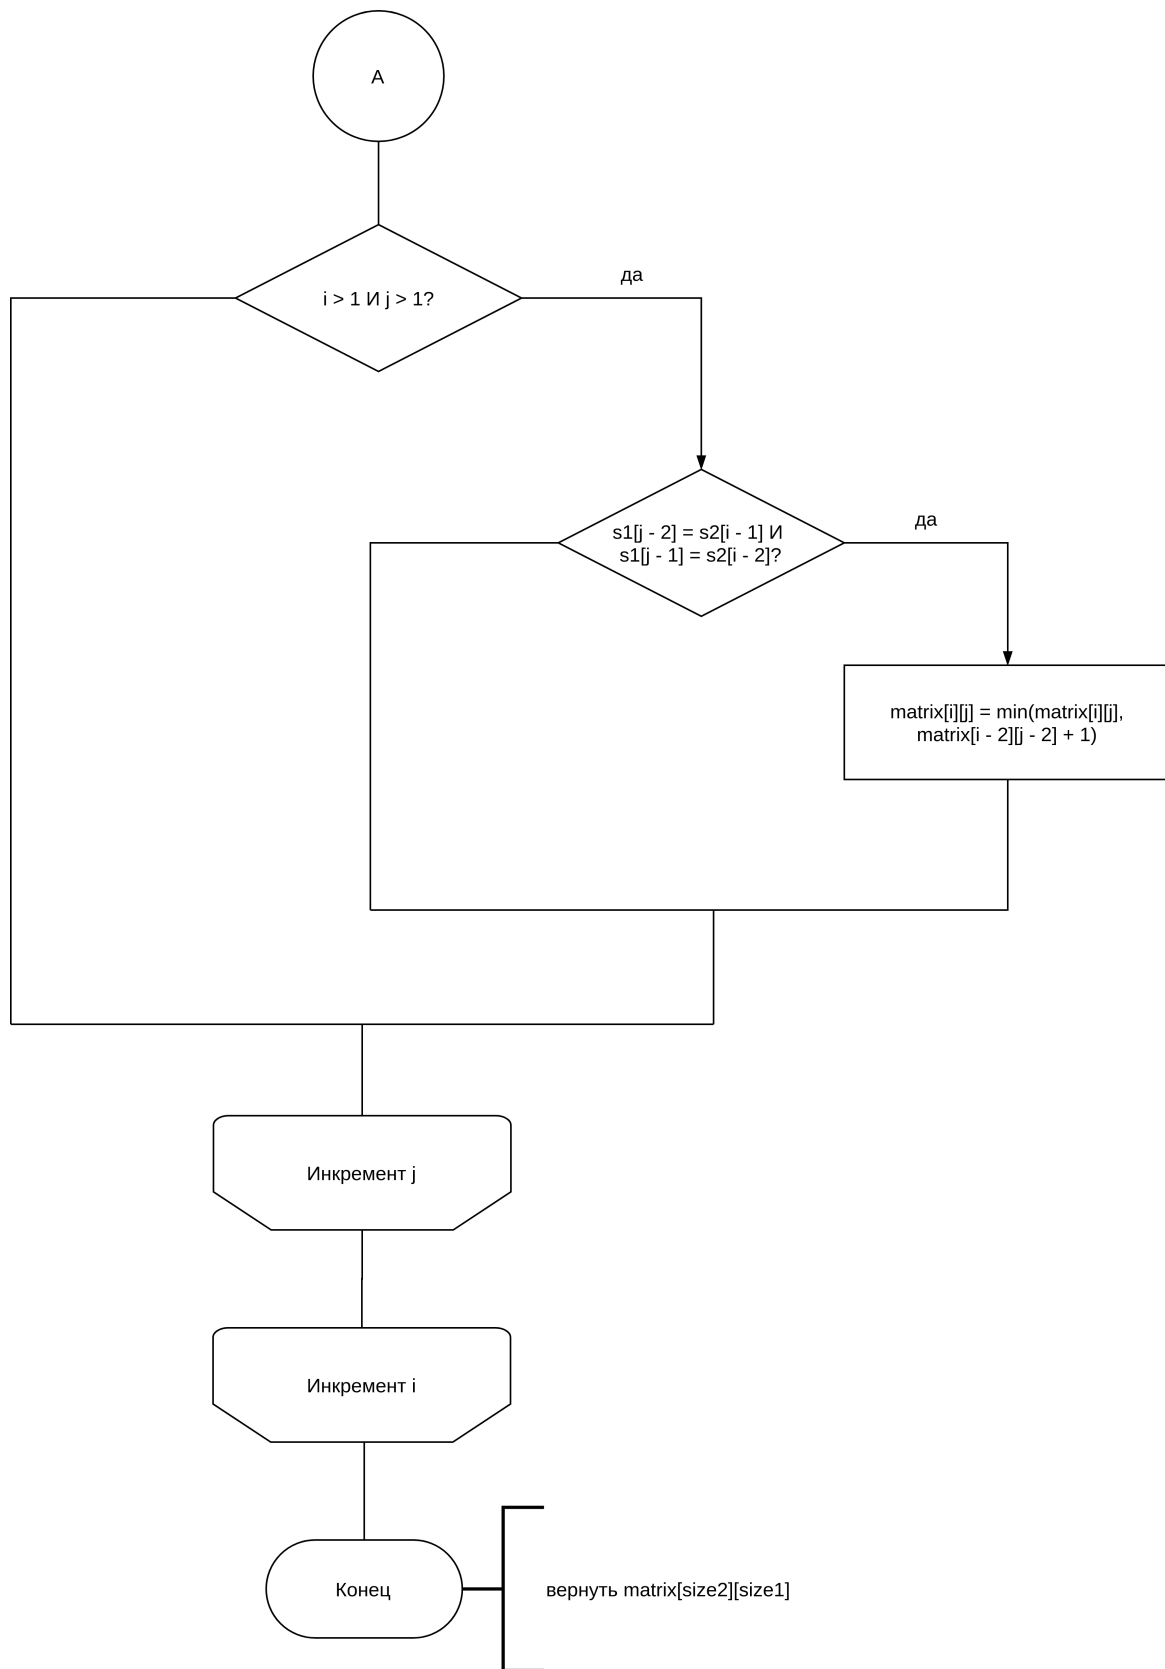 A
i > 1 И j > 1?
да
s1[j - 2] = s2[i - 1] И
s1[j - 1] = s2[i - 2]?
да
matrix[i][j] = min(matrix[i][j],
matrix[i - 2][j - 2] + 1)
Инкремент j
Инкремент i
Конец
вернуть matrix[size2][size1]